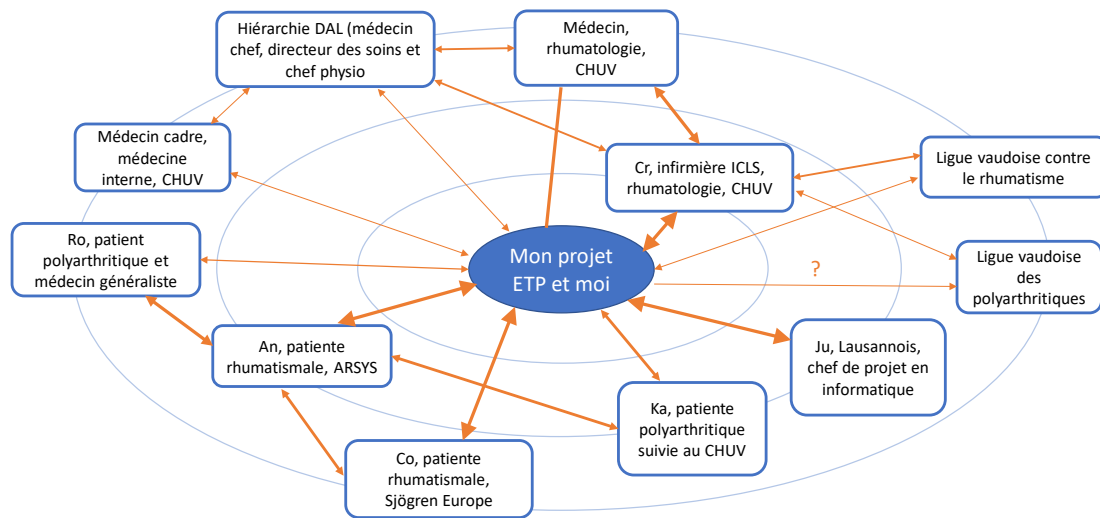 Hiérarchie DAL (médecin
chef, directeur des soins et
chef physio
Médecin,
rhumatologie,
CHUV
Médecin cadre,
médecine
interne, CHUV
Cr, infirmière ICLS,
rhumatologie, CHUV
Ligue vaudoise contre
le rhumatisme
Ro, patient
polyarthritique et
médecin généraliste
Mon projet
ETP et moi
?
Ligue vaudoise
des
polyarthritiques
An, patiente
rhumatismale, ARSYS
Ju, Lausannois,
chef de projet en
informatique
Ka, patiente
polyarthritique
suivie au CHUV
Co, patiente
rhumatismale,
Sjögren Europe